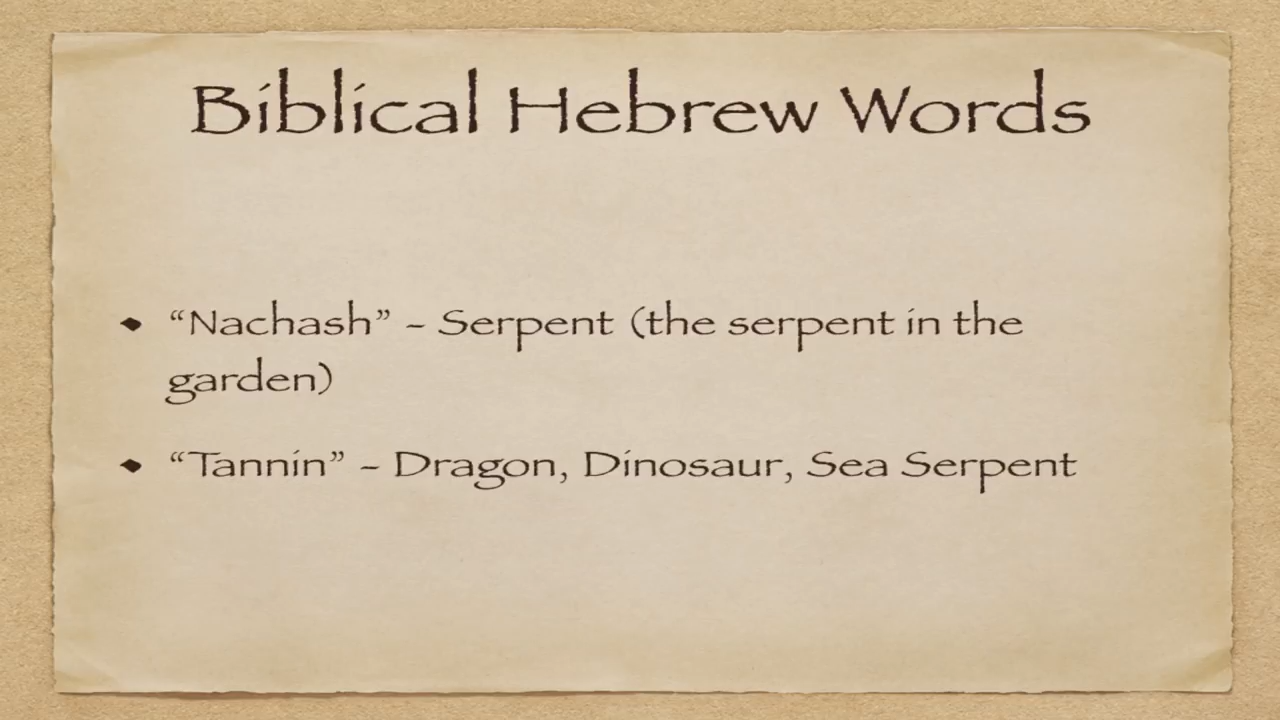 Biblical Hebrew Words
• “Nachash” - Serpent (the serpent in the
garden)
• “Tannin” - Dragon, Dinosaur, Sea Serpent